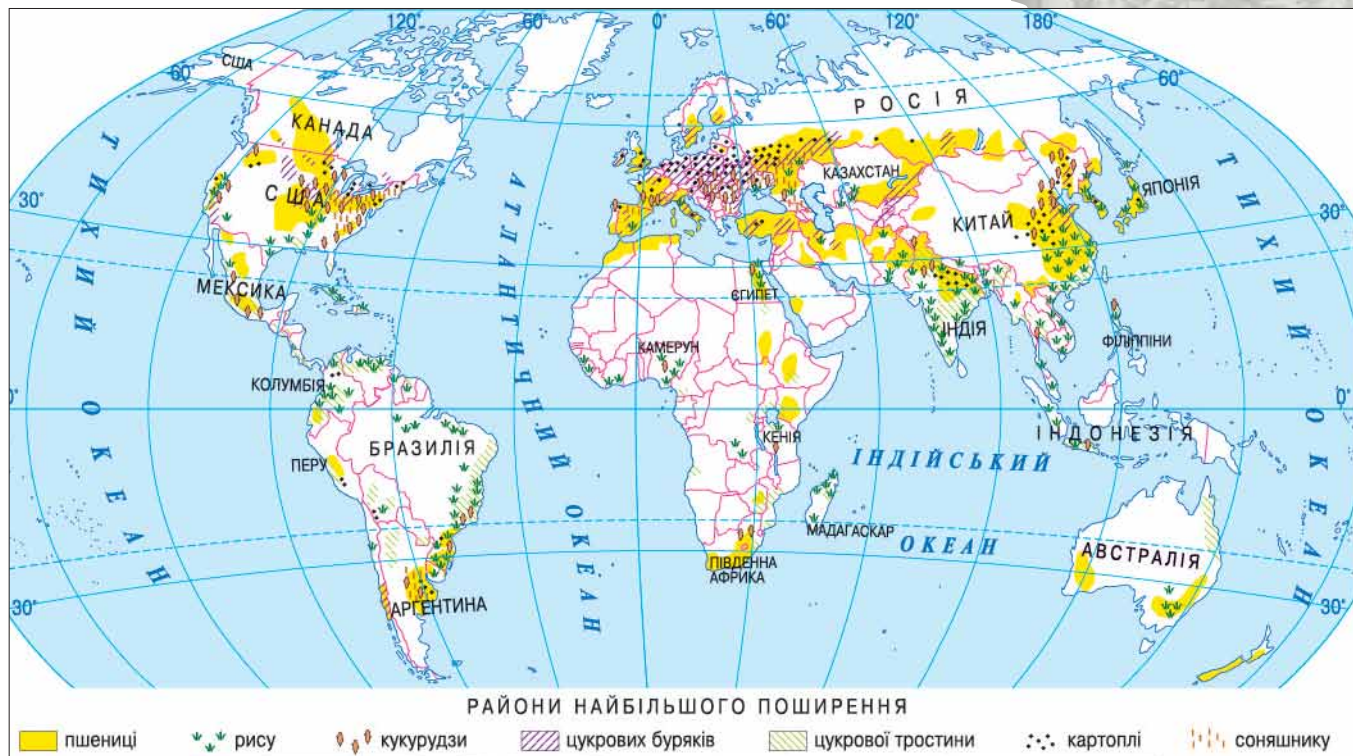 120° 60° 0° 60° 120° 180°
60° 60°
США
КАНАДА
США
МЕКСИКА
КОЛУМБІЯ
ПЕРУ
БРАЗИЛІЯ
АРГЕНТИНА
РОСІЯ
КАЗАХСТАН
КИТАЙ
ЯПОНІЯ
ІНДІЯ
ФІЛІППІНИ
ІНДОНЕЗІЯ
ЄГИПЕТ
КАМЕРУН
КЕНІЯ
МАДАГАСКАР
ПІВДЕННА
АФРИКА
АВСТРАЛІЯ
ТИХИЙ ОКЕАН
АТЛАНТИЧНИЙ ОКЕАН
ІНДІЙСЬКИЙ
ОКЕАН
ТИХИЙ ОКЕАН
30° 30°
0° 0°
30° 30°
РАЙОНИ НАЙБІЛЬШОГО ПОШИРЕННЯ
пшениці рису кукурудзи цукрових буряків цукрової тростини картоплі соняшнику